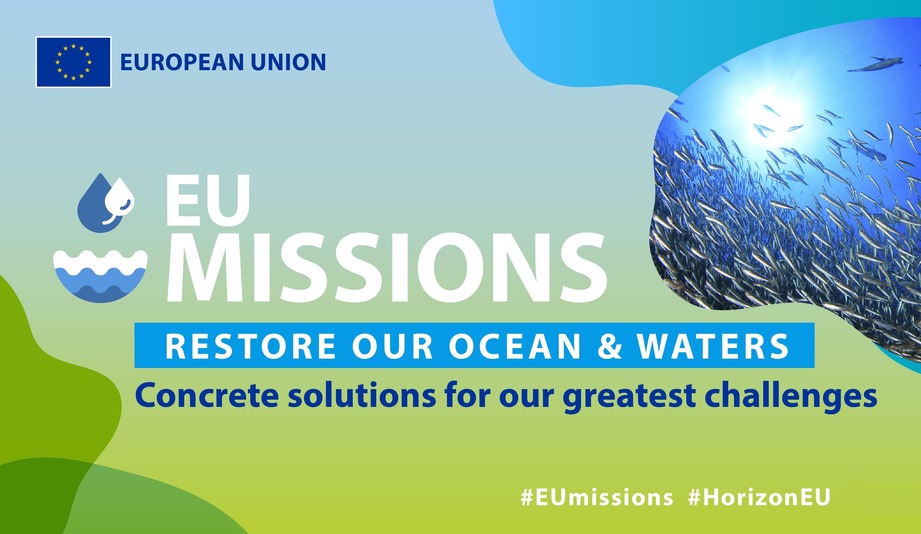 EUROPEAN UNION
EU
MISSIONS
RESTORE OUR OCEAN & WATERS
Concrete solutions for our greatest challenges
#EUmissions #HorizonEU